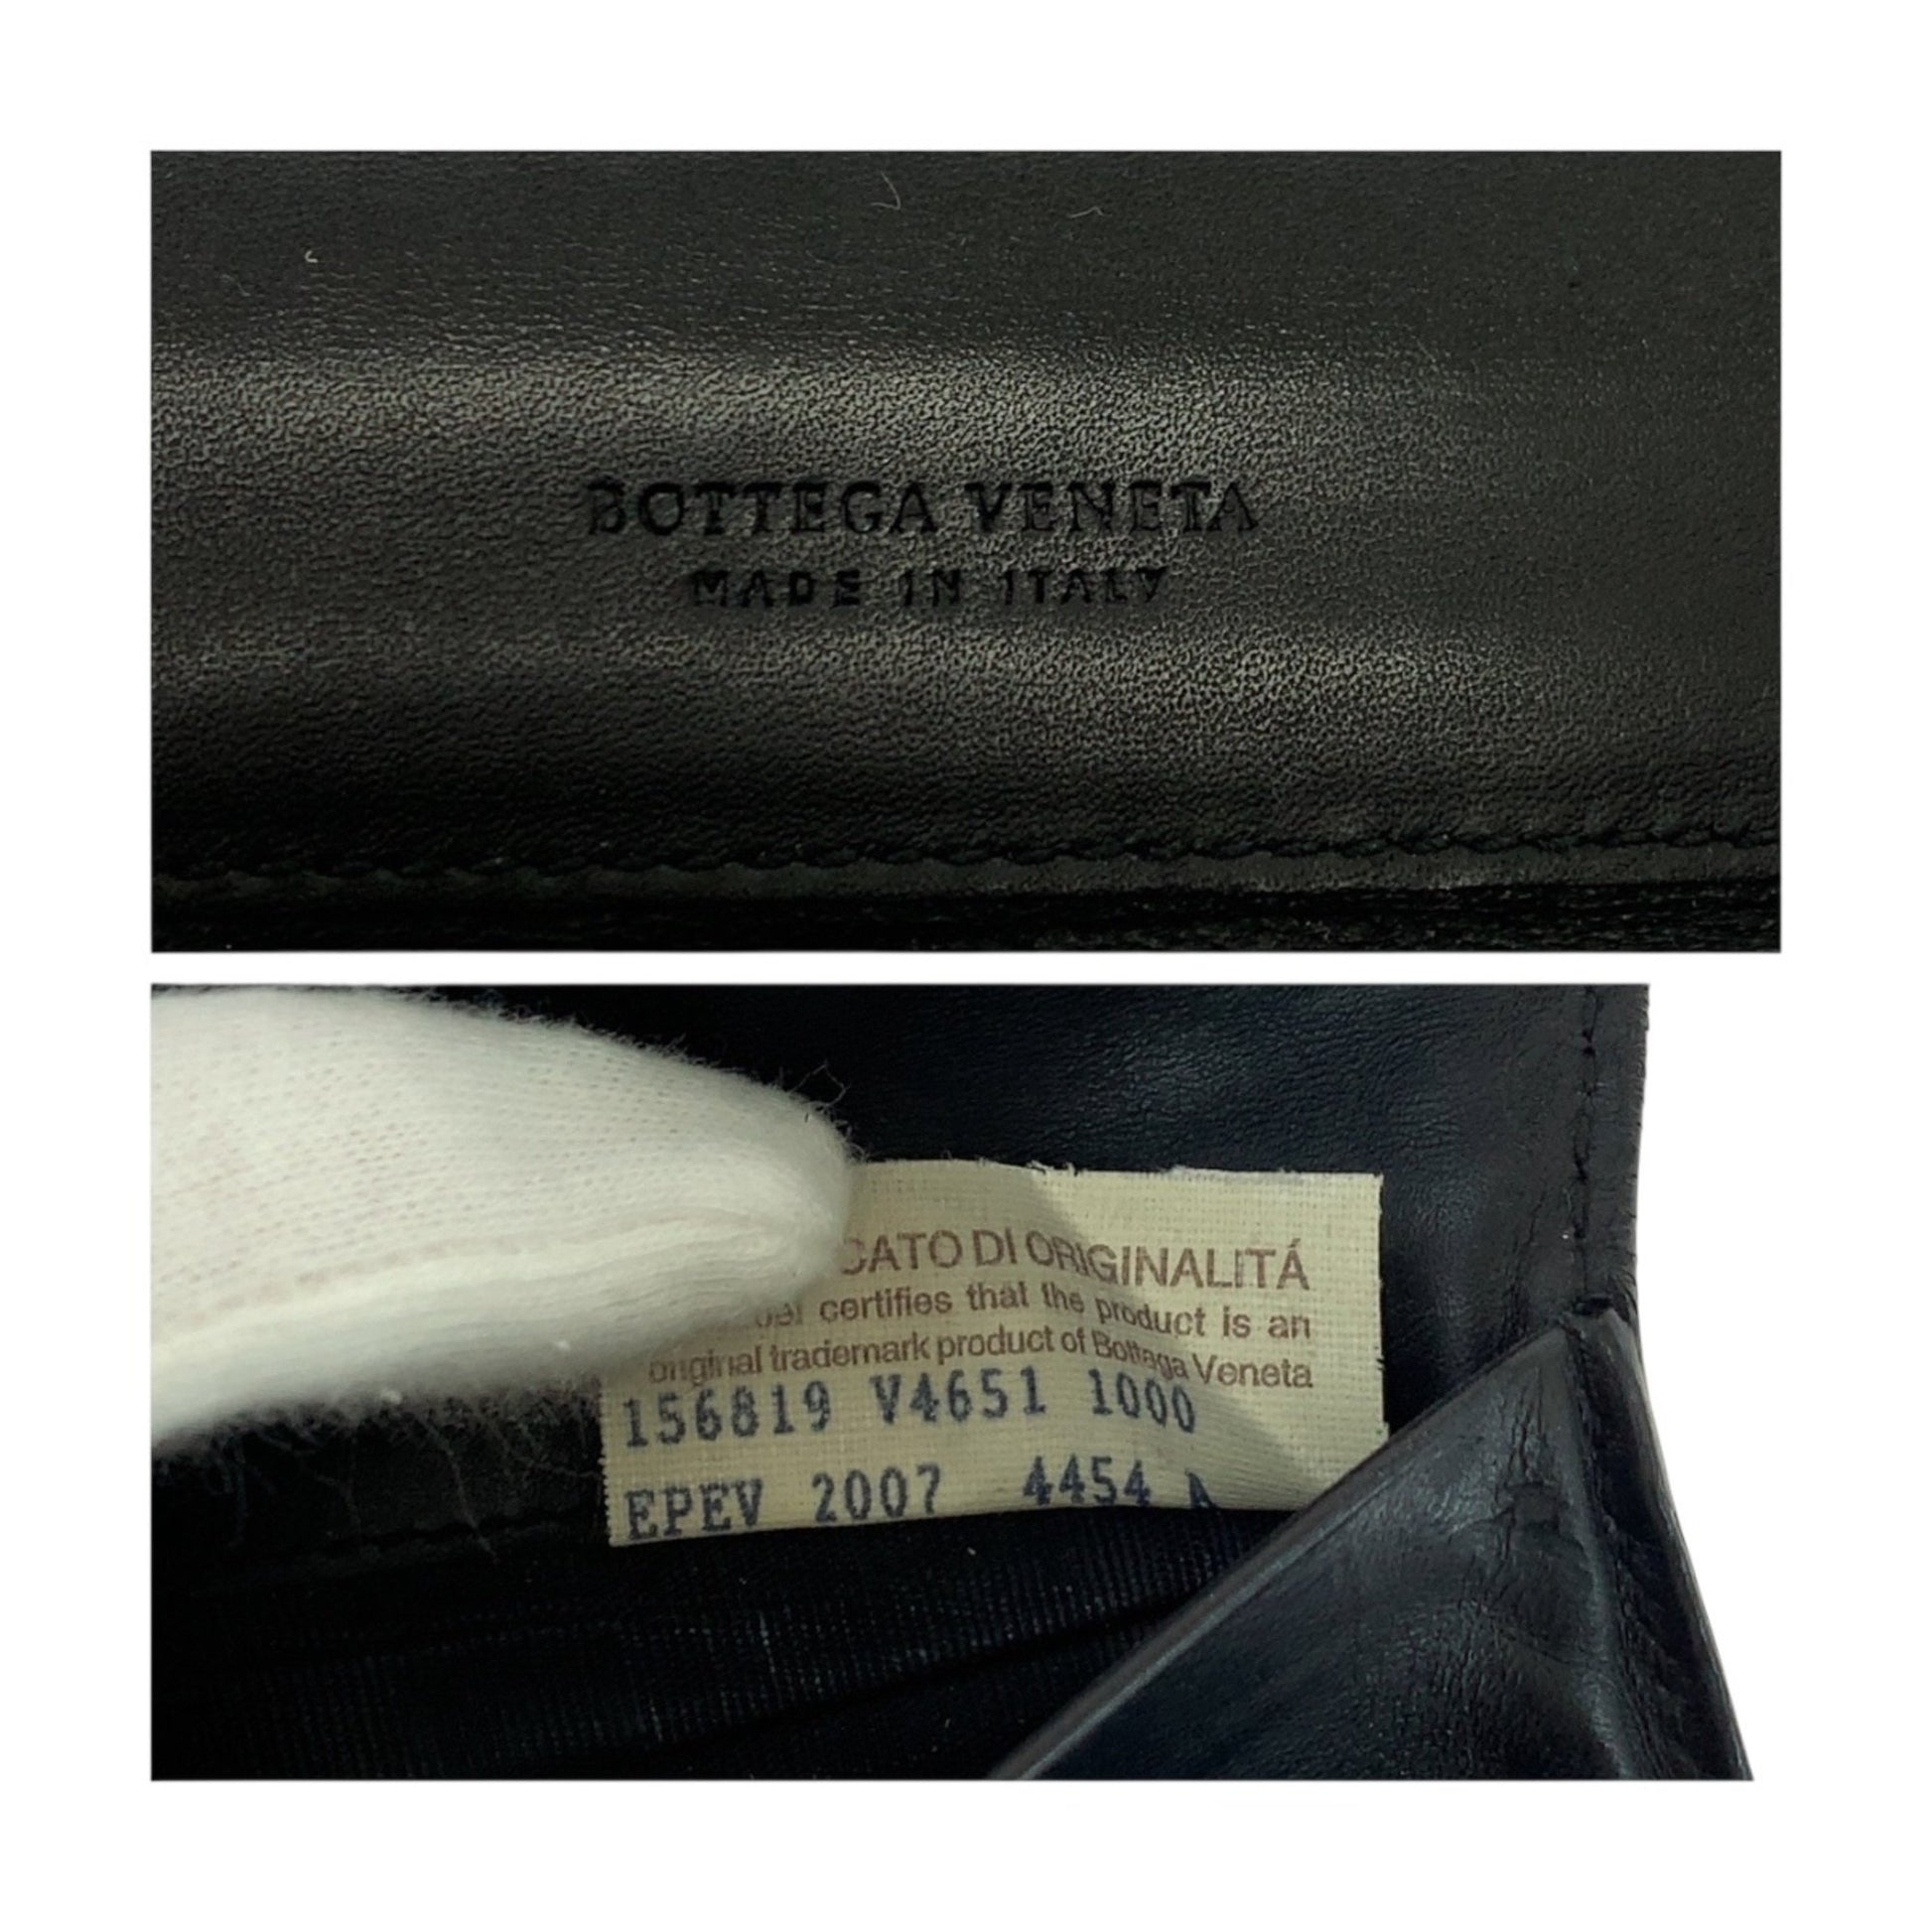 BOTTEGA VENETA
MADE IN ITALY
DI ORIGINALITÁ
certifies that the product is an
original trademark product of Bottega Veneta
156819 V4651 1000
EPEV 2007 4454 A